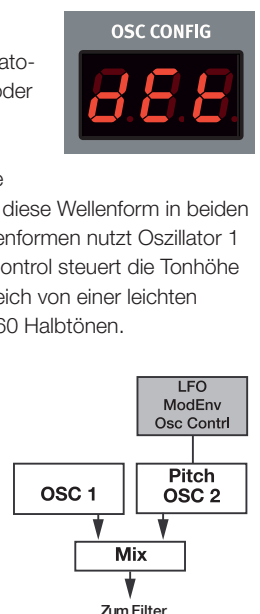 OSC CONFIG
dEt
ato-
oder
e
diese Wellenform in beiden
enformen nutzt Oszillator 1
ontrol steuert die Tonhöhe
eich von einer leichten
60 Halbtönen.
LFO
ModEnv
Osc Contrl
OSC 1
Pitch
OSC 2
Mix
Zum Filter